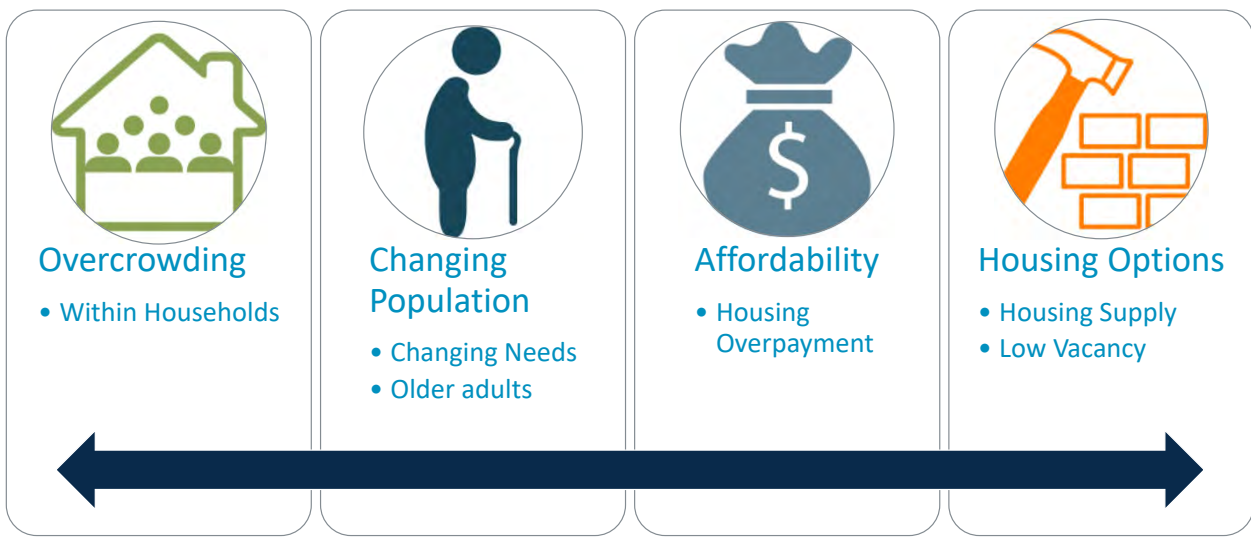 Overcrowding
• Within Households
Changing
Population
• Changing Needs
• Older adults
$
Affordability
• Housing
Overpayment
Housing Options
• Housing Supply
• Low Vacancy